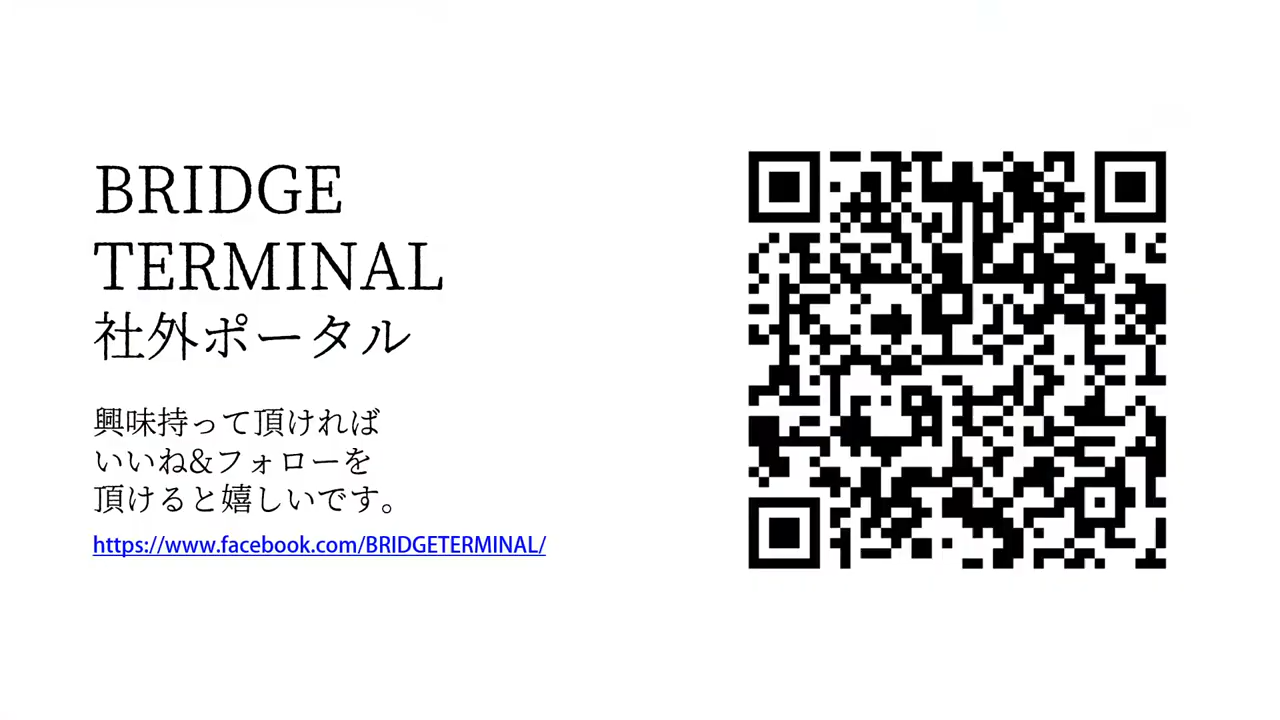 BRIDGE
TERMINAL
社外ポータル
興味持って頂ければ
いいね&フォローを
頂けると嬉しいです。
https://www.facebook.com/BRIDGETERMINAL/